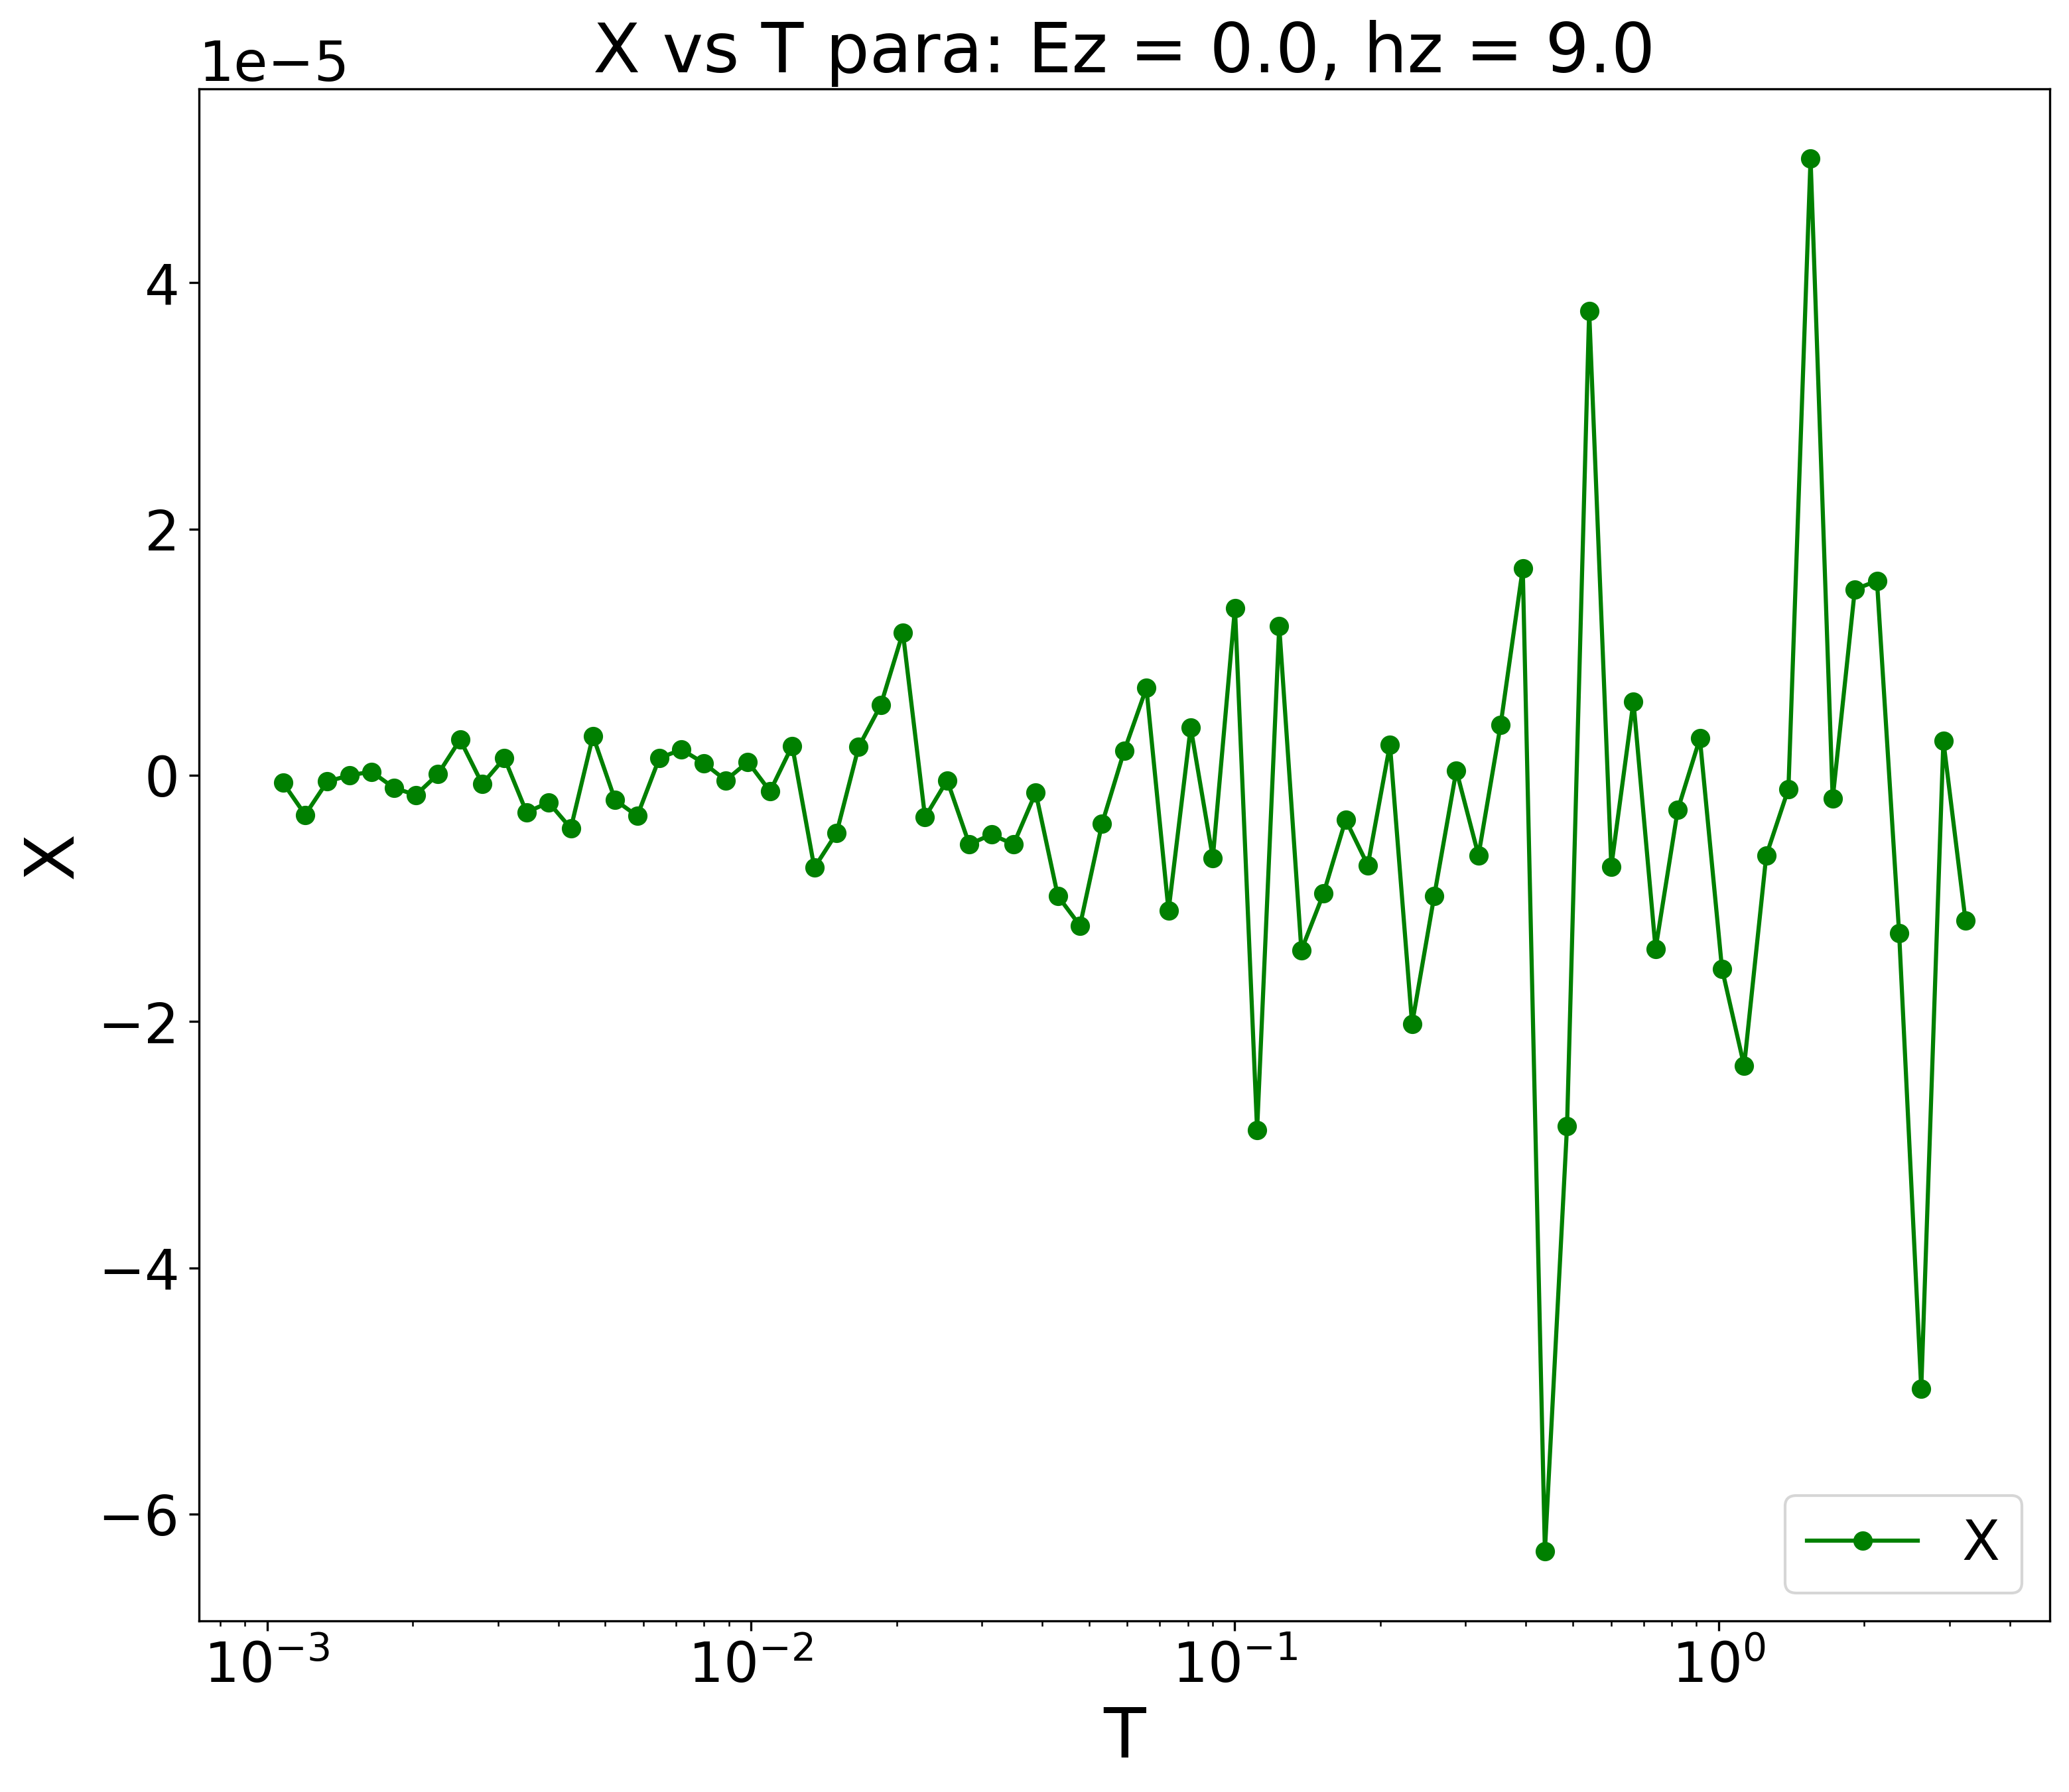 X vs T para: Ez = 0.0, hz = 9.0
1e−5
4
2
0
−2
−4
−6
X
X
10⁻³ 10⁻² 10⁻¹ 10⁰
T